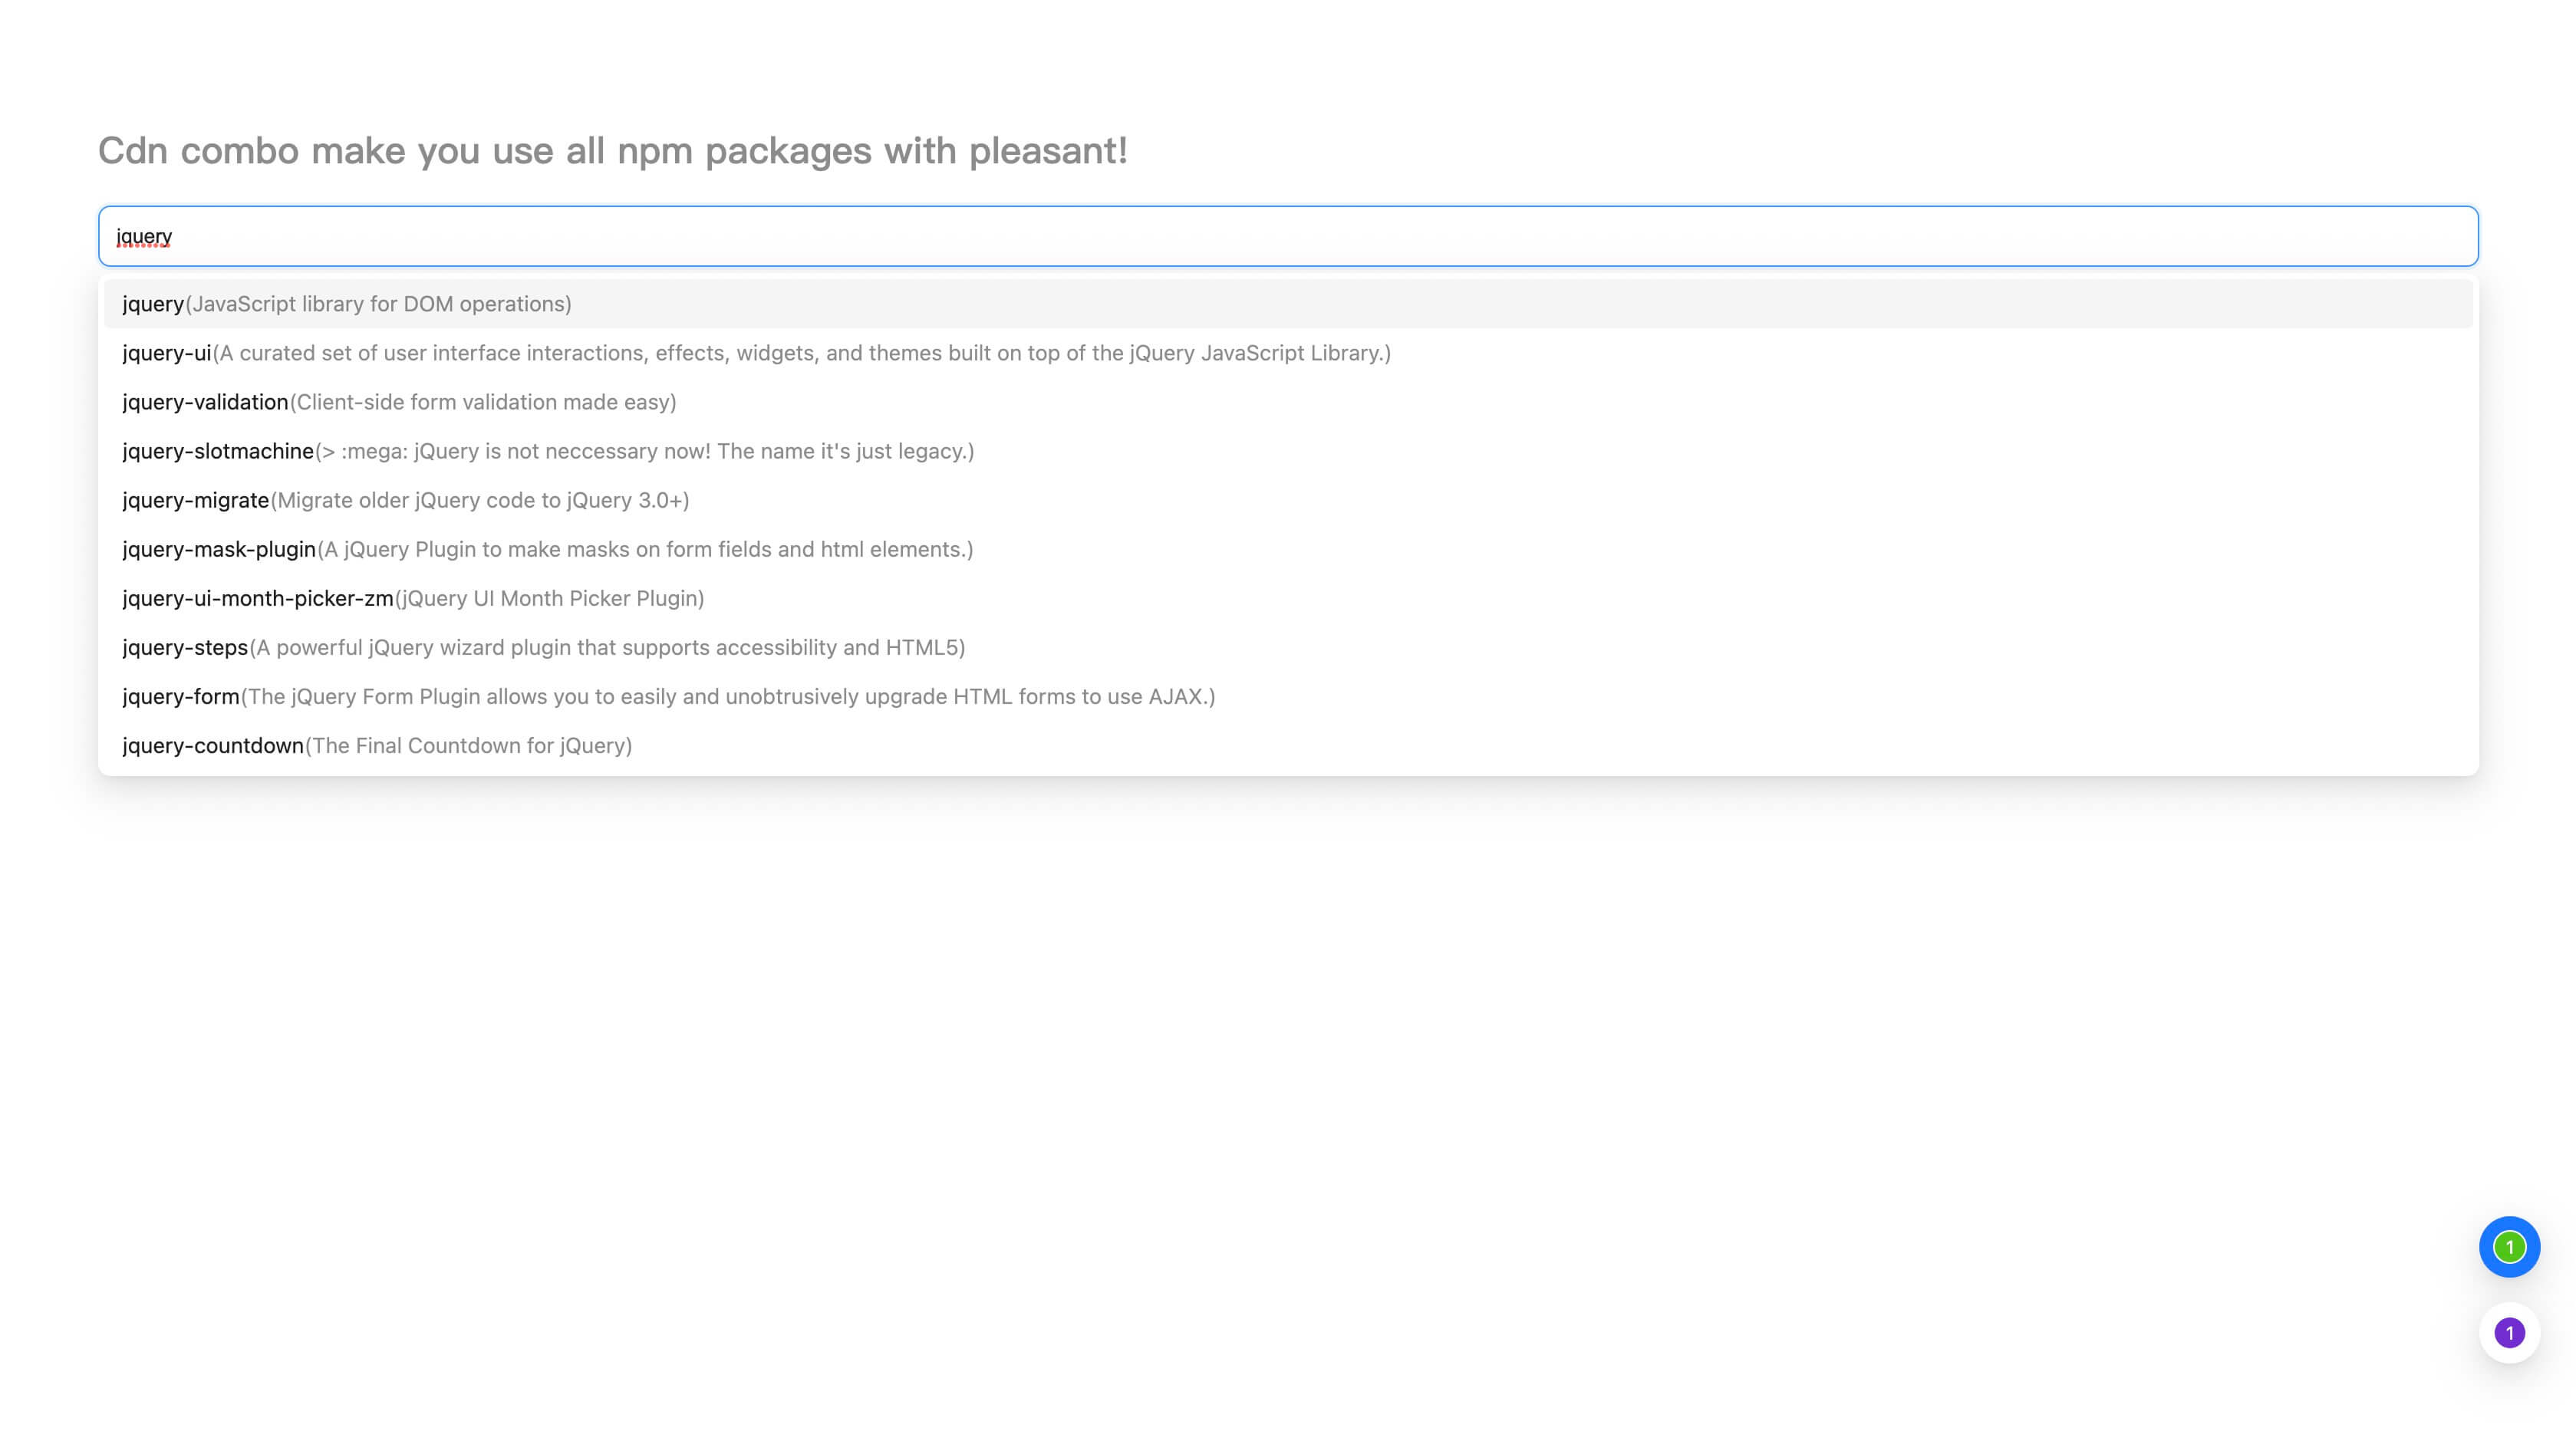 Cdn combo make you use all npm packages with pleasant!
jquery
jquery(JavaScript library for DOM operations)
jquery-ui(A curated set of user interface interactions, effects, widgets, and themes built on top of the jQuery JavaScript Library.)
jquery-validation(Client-side form validation made easy)
jquery-slotmachine(> :mega: jQuery is not neccessary now! The name it's just legacy.)
jquery-migrate(Migrate older jQuery code to jQuery 3.0+)
jquery-mask-plugin(A jQuery Plugin to make masks on form fields and html elements.)
jquery-ui-month-picker-zm(jQuery UI Month Picker Plugin)
jquery-steps(A powerful jQuery wizard plugin that supports accessibility and HTML5)
jquery-form(The jQuery Form Plugin allows you to easily and unobtrusively upgrade HTML forms to use AJAX.)
jquery-countdown(The Final Countdown for jQuery)
1
1